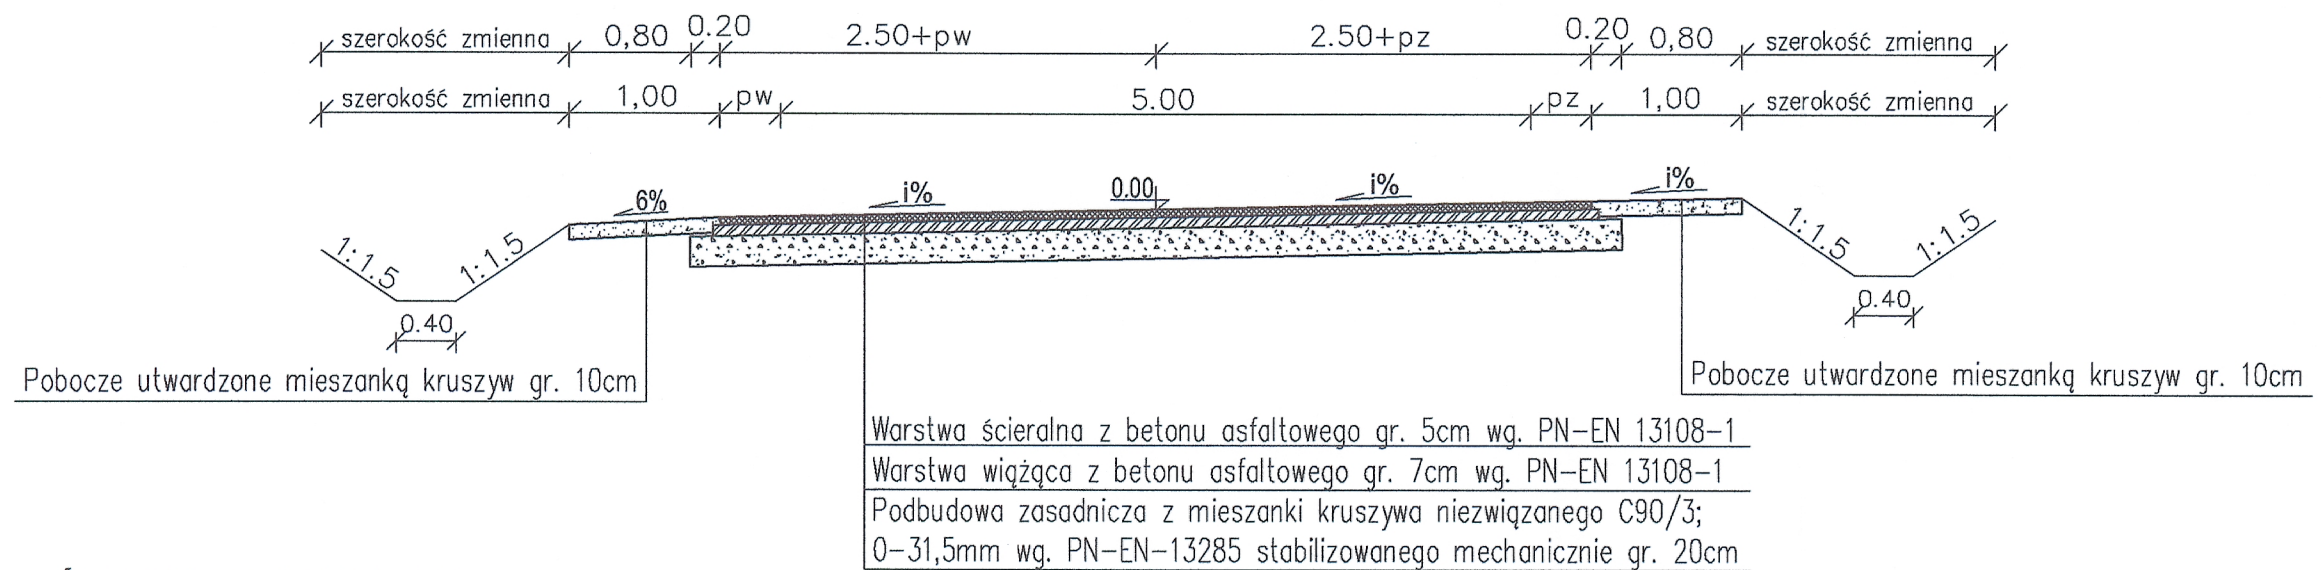 szerokość zmienna 0,80 0.20 2.50+pw 2.50+pz 0.20 0,80 szerokość zmienna
szerokość zmienna 1,00 pw 5.00 pz 1,00 szerokość zmienna
6% i% 0.00 i% i%
1:1.5 1:1.5 1:1.5 1:1.5
0.40 0.40
Pobocze utwardzone mieszanką kruszyw gr. 10cm
Pobocze utwardzone mieszanką kruszyw gr. 10cm
Warstwa ścieralna z betonu asfaltowego gr. 5cm wg. PN-EN 13108-1
Warstwa wiążąca z betonu asfaltowego gr. 7cm wg. PN-EN 13108-1
Podbudowa zasadnicza z mieszanki kruszywa niezwiązanego C90/3;
0-31,5mm wg. PN-EN-13285 stabilizowanego mechanicznie gr. 20cm